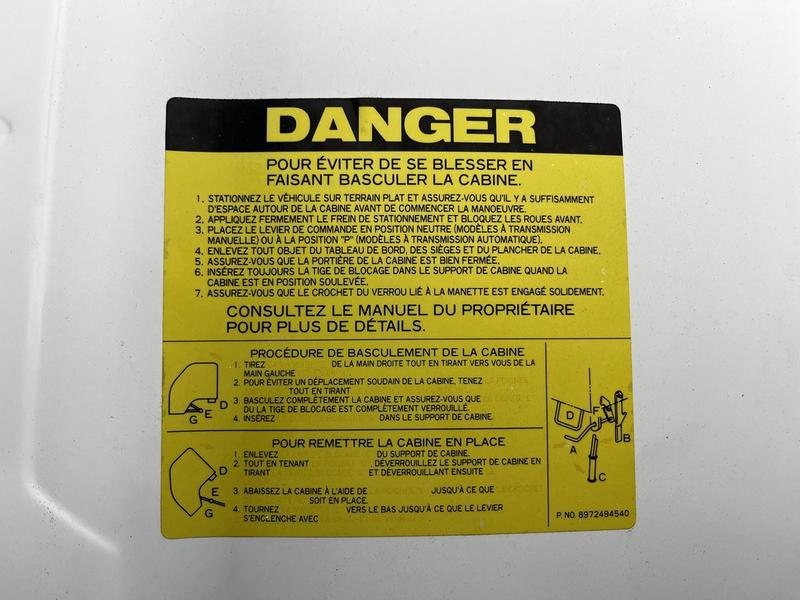 DANGER
POUR ÉVITER DE SE BLESSER EN
FAISANT BASCULER LA CABINE.
1. STATIONNEZ LE VÉHICULE SUR TERRAIN PLAT ET ASSUREZ-VOUS QU'IL Y A SUFFISAMMENT
D'ESPACE AUTOUR DE LA CABINE AVANT DE COMMENCER LA MANOEUVRE.
2. APPLIQUEZ FERMEMENT LE FREIN DE STATIONNEMENT ET BLOQUEZ LES ROUES AVANT.
3. PLACEZ LE LEVIER DE COMMANDE EN POSITION NEUTRE (MODÈLES À TRANSMISSION
MANUELLE) OU À LA POSITION "P" (MODÈLES À TRANSMISSION AUTOMATIQUE).
4. ENLEVEZ TOUT OBJET DU TABLEAU DE BORD, DES SIÈGES ET DU PLANCHER DE LA CABINE.
5. ASSUREZ-VOUS QUE LA PORTIÈRE DE LA CABINE EST BIEN FERMÉE.
6. INSÉREZ TOUJOURS LA TIGE DE BLOCAGE DANS LE SUPPORT DE CABINE QUAND LA
CABINE EST EN POSITION SOULEVÉE.
7. ASSUREZ-VOUS QUE LE CROCHET DU VERROU LIÉ À LA MANETTE EST ENGAGÉ SOLIDEMENT.
CONSULTEZ LE MANUEL DU PROPRIÉTAIRE
POUR PLUS DE DÉTAILS.
PROCÉDURE DE BASCULEMENT DE LA CABINE
1. TIREZ DE LA MAIN DROITE TOUT EN TIRANT VERS VOUS DE LA
MAIN GAUCHE
2. POUR ÉVITER UN DÉPLACEMENT SOUDAIN DE LA CABINE, TENEZ
TOUT EN TIRANT
3. BASCULEZ COMPLÈTEMENT LA CABINE ET ASSUREZ-VOUS QUE
DU LA TIGE DE BLOCAGE EST COMPLÈTEMENT VERROUILLÉ.
4. INSÉREZ DANS LE SUPPORT DE CABINE.
D
E
G
POUR REMETTRE LA CABINE EN PLACE
1. ENLEVEZ DU SUPPORT DE CABINE.
2. TOUT EN TENANT , DÉVERROUILLEZ LE SUPPORT DE CABINE EN
TIRANT ET DÉVERROUILLANT ENSUITE
3. ABAISSEZ LA CABINE À L'AIDE DE JUSQU'À CE QUE
SOIT EN PLACE.
4. TOURNEZ VERS LE BAS JUSQU'À CE QUE LE LEVIER
S'ENCLENCHE AVEC
D
E
G
D
F
A
B
C
P. NO. 8972494540